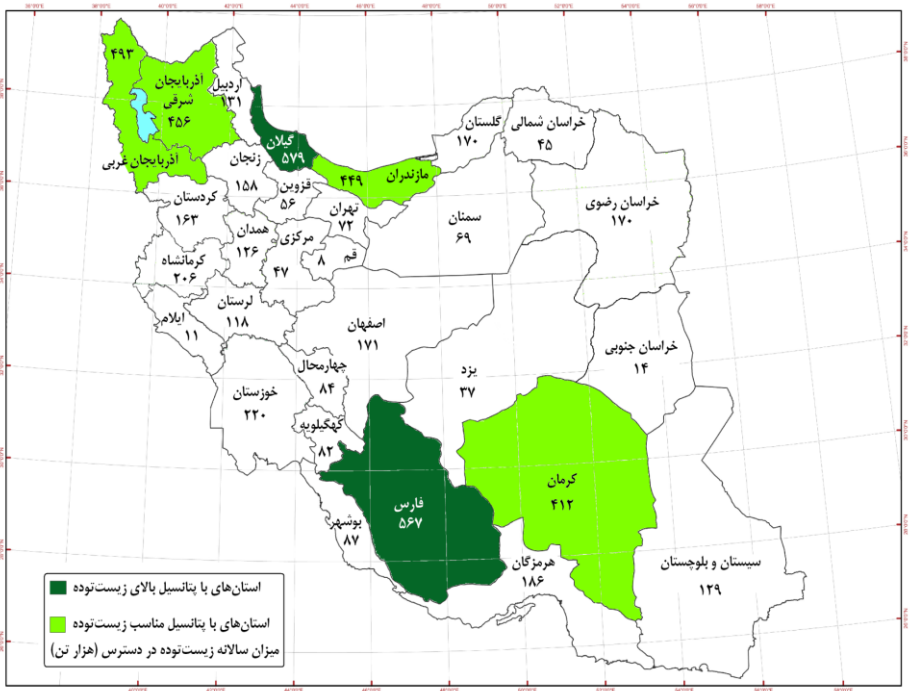 ۴۹۳
آذربایجان
شرقی
۴۵۶
آذربایجان غربی
اردبیل
۱۳۱
گیلان
۵۷۹
مازندران
۴۴۹
گلستان
۱۷۰
خراسان شمالی
۴۵
خراسان رضوی
۱۷۰
زنجان
۱۵۸
قزوین
۵۶
تهران
۷۲
سمنان
۶۹
کردستان
۱۶۳
همدان
۱۲۶
مرکزی
۴۷
قم
۸
کرمانشاه
۲۰۶
لرستان
۱۱۸
ایلام
۱۱
اصفهان
۱۷۱
خراسان جنوبی
۱۴
یزد
۳۷
چهارمحال
۸۴
خوزستان
۲۲۰
کهگیلویه
۸۲
فارس
۵۶۷
کرمان
۴۱۲
بوشهر
۸۷
هرمزگان
۱۸۶
سیستان و بلوچستان
۱۲۹
استان‌های با پتانسیل بالای زیست‌توده
استان‌های با پتانسیل مناسب زیست‌توده
میزان سالانه زیست‌توده در دسترس (هزار تن)